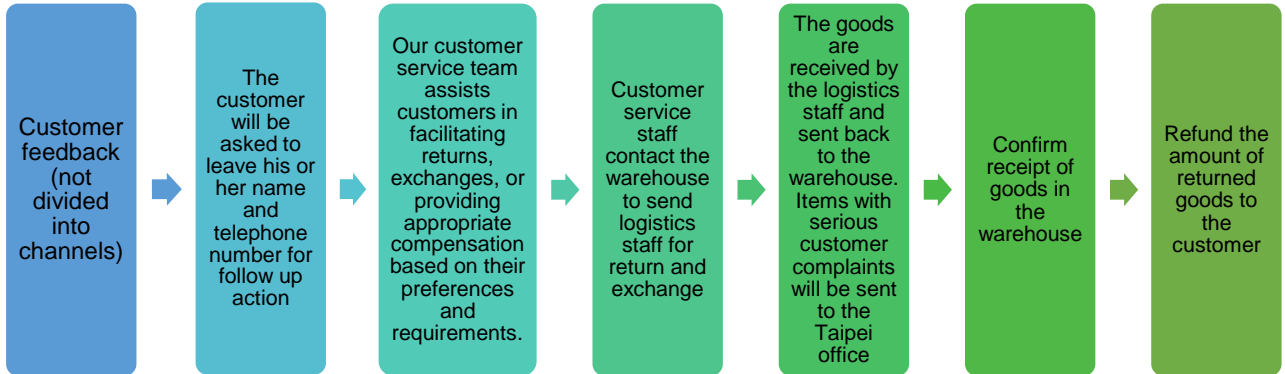 Customer
feedback
(not
divided
into
channels)
The
customer
will be
asked to
leave his or
her name
and
telephone
number for
follow up
action
Our customer
service team
assists
customers in
facilitating
returns,
exchanges, or
providing
appropriate
compensation
based on their
preferences
and
requirements.
Customer
service
staff
contact the
warehouse
to send
logistics
staff for
return and
exchange
The goods
are
received by
the logistics
staff and
sent back to
the
warehouse.
Items with
serious
customer
complaints
will be sent
to the
Taipei
office
Confirm
receipt of
goods in
the
warehouse
Refund the
amount of
returned
goods to
the
customer